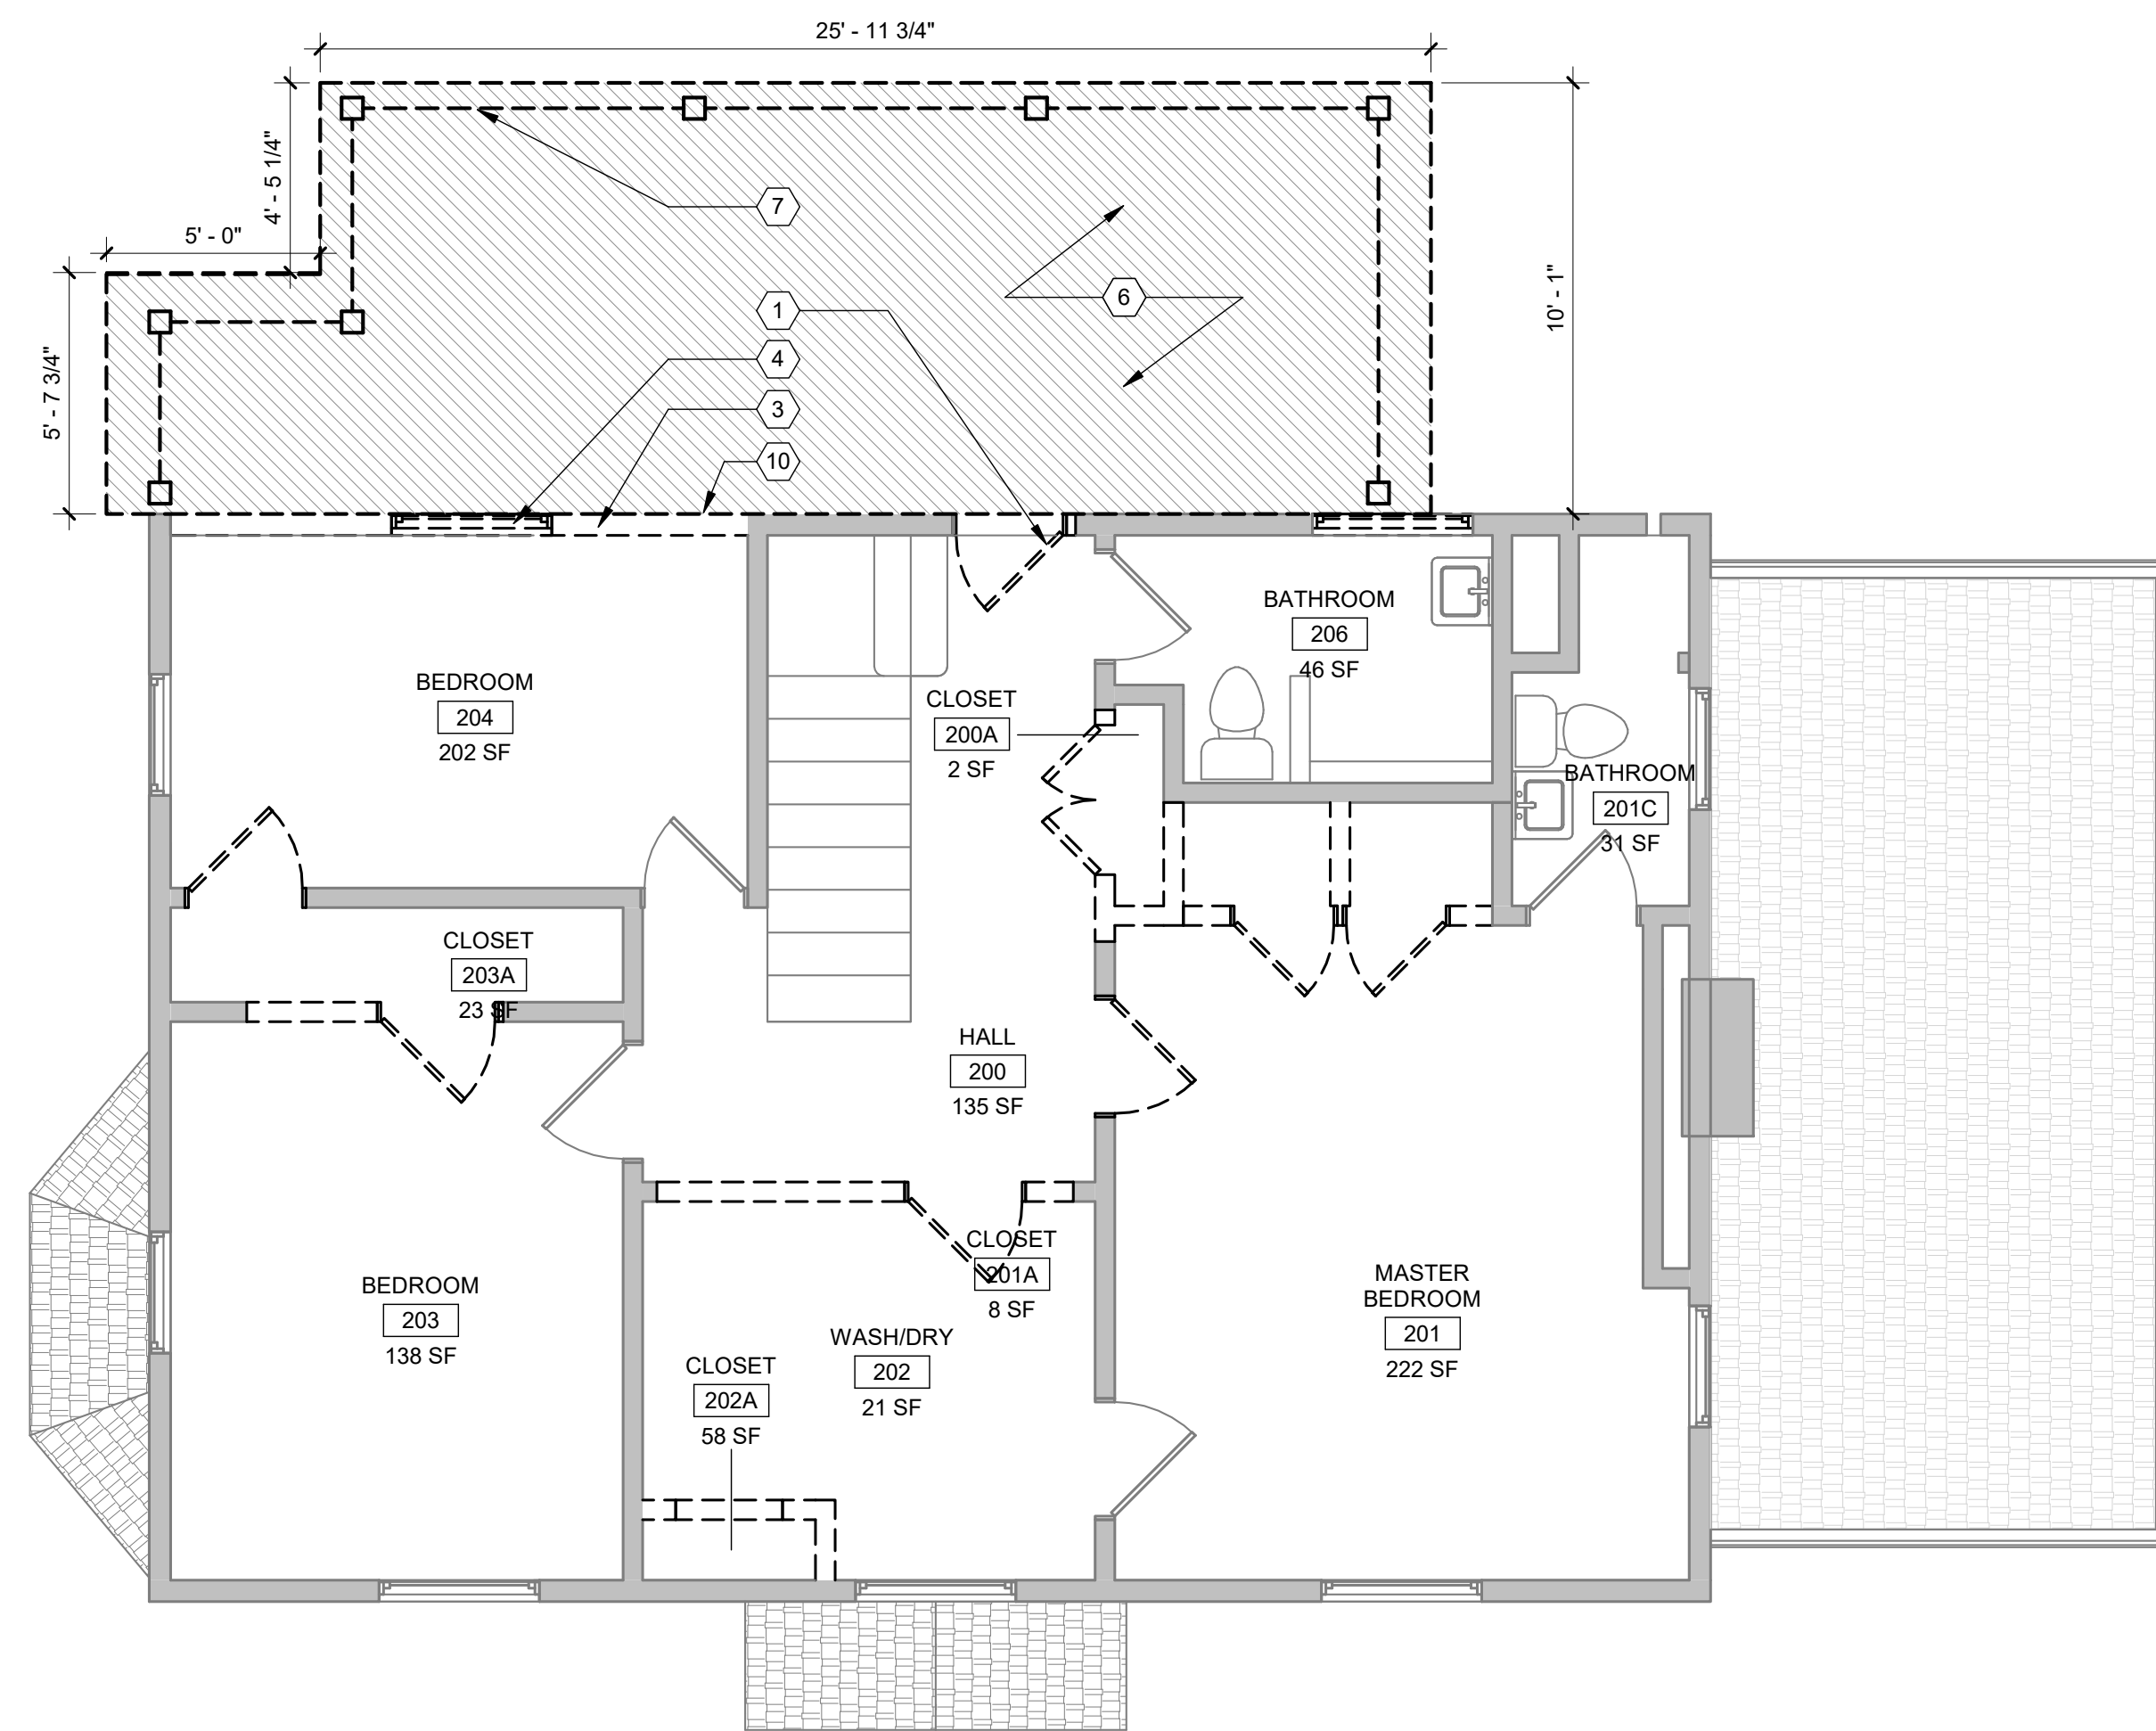 25' - 11 3/4"
4' - 5 1/4"
5' - 0"
5' - 7 3/4"
10' - 1"
7
1
6
4
3
10
BATHROOM
206
46 SF
BEDROOM
204
202 SF
CLOSET
200A
2 SF
BATHROOM
201C
31 SF
CLOSET
203A
23 SF
HALL
200
135 SF
CLOSET
201A
8 SF
BEDROOM
203
138 SF
MASTER
BEDROOM
201
222 SF
WASH/DRY
202
21 SF
CLOSET
202A
58 SF